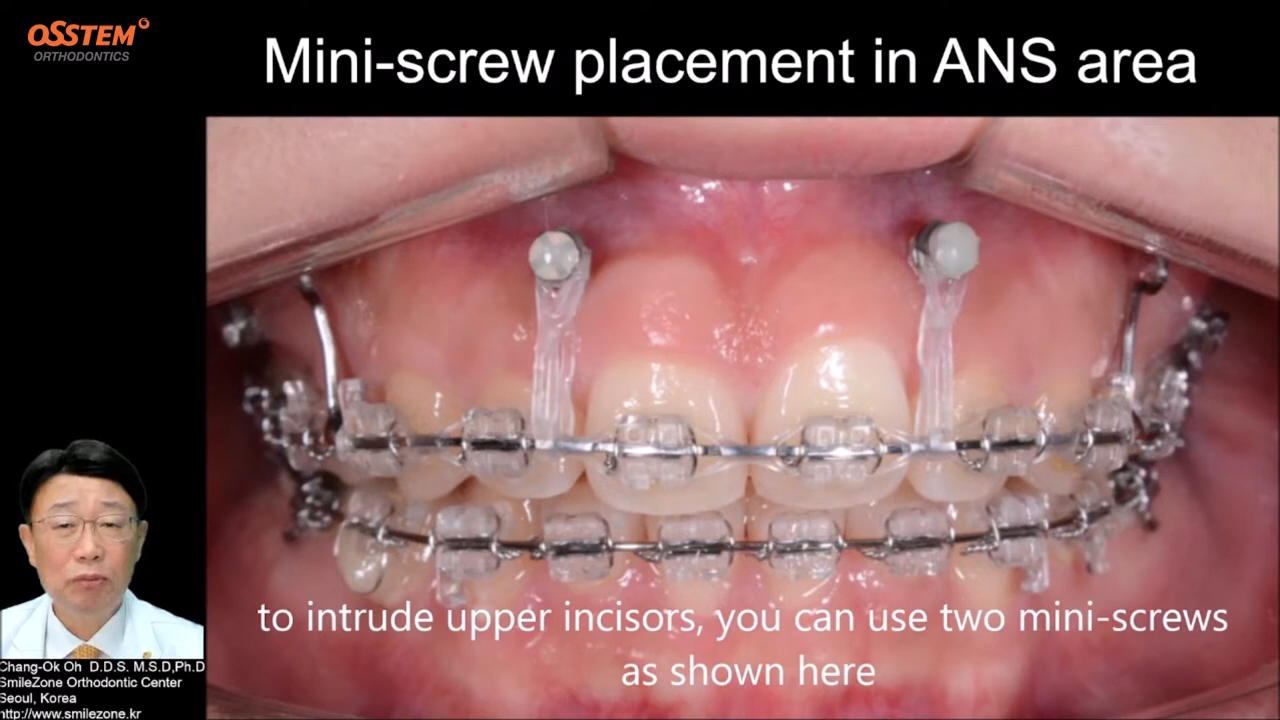 OSSTEM
ORTHODONTICS
Mini-screw placement in ANS area
to intrude upper incisors, you can use two mini-screws
as shown here
Chang-Ok Oh D.D.S. M.S.D,Ph.D
SmileZone Orthodontic Center
Seoul, Korea
http://www.smilezone.kr